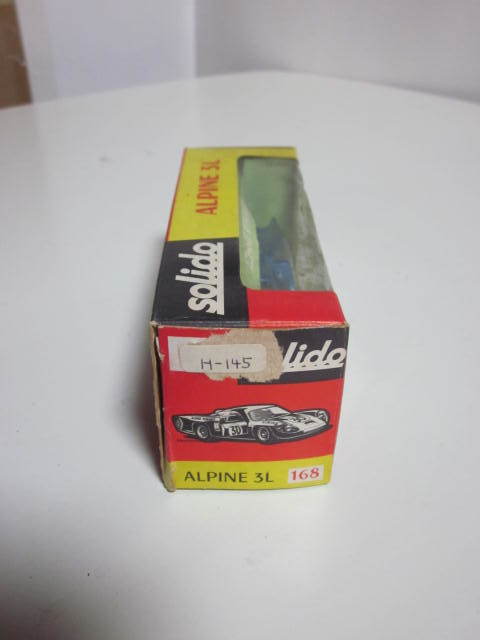 ALPINE 3L
solido
H-145
lido
30
ALPINE 3L 168